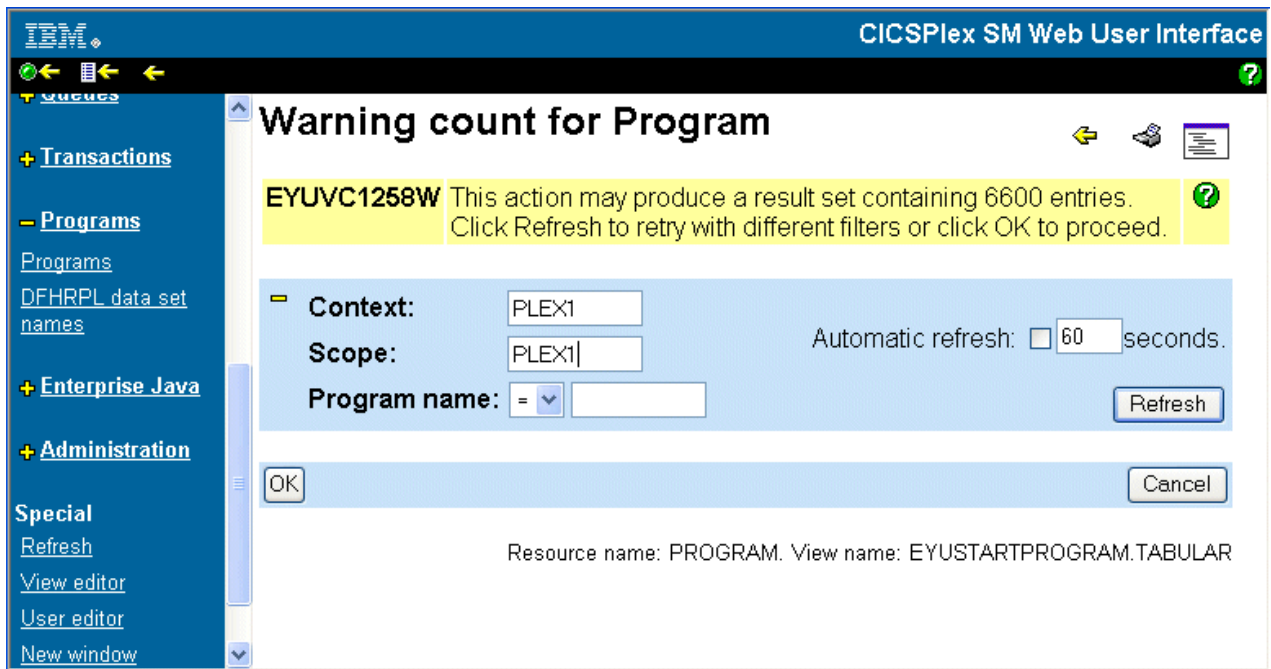 IBM
CICSPlex SM Web User Interface
Queues
Transactions
Programs
Programs
DFHRPL data set
names
Enterprise Java
Administration
Special
Refresh
View editor
User editor
New window
Warning count for Program
EYUVC1258W This action may produce a result set containing 6600 entries.
Click Refresh to retry with different filters or click OK to proceed.
Context: PLEX1
Scope: PLEX1
Automatic refresh: 60 seconds.
Program name: =
Refresh
OK
Cancel
Resource name: PROGRAM. View name: EYUSTARTPROGRAM.TABULAR